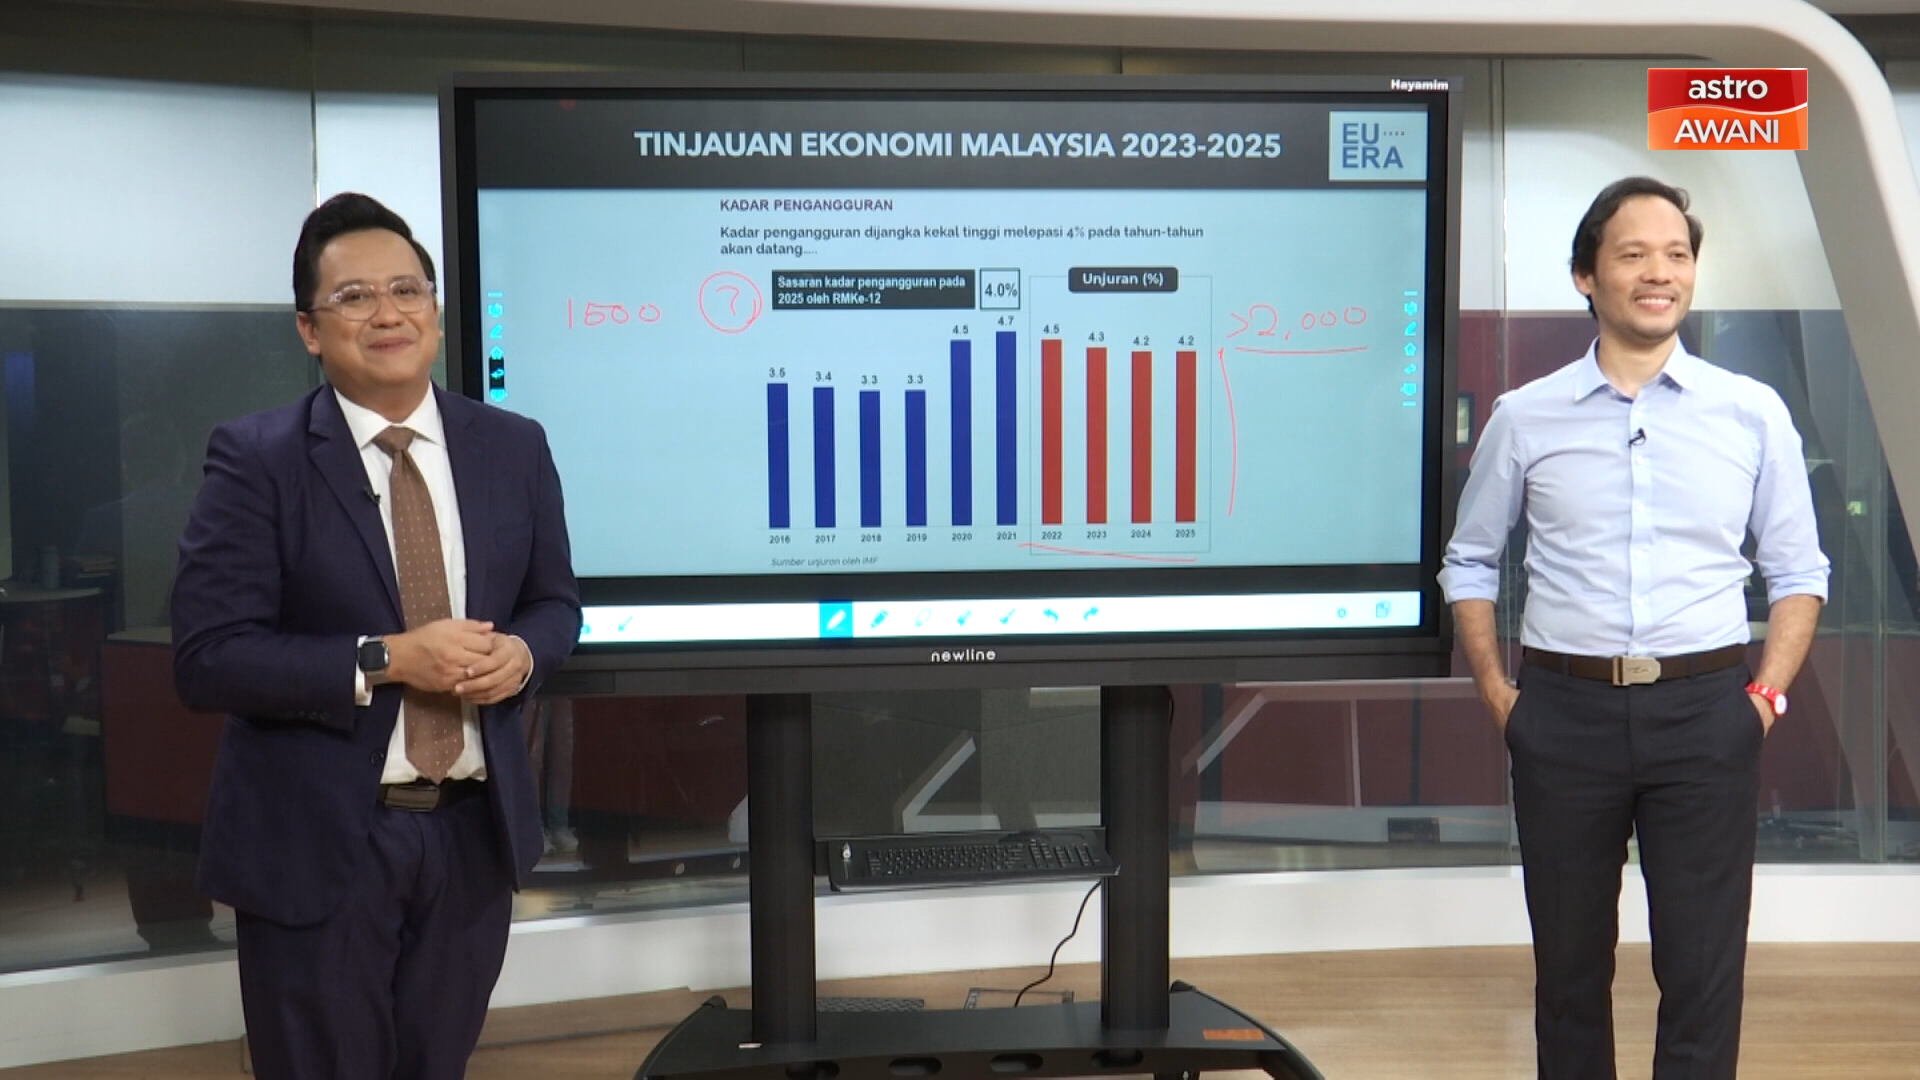 Hayamim
astro
AWANI
TINJAUAN EKONOMI MALAYSIA 2023-2025
EU
ERA
KADAR PENGANGGURAN
Kadar pengangguran dijangka kekal tinggi melepasi 4% pada tahun-tahun
akan datang....
Sasaran kadar pengangguran pada
2025 oleh RMKe-12
4.0%
Unjuran (%)
1500
?
>2,000
3.5 3.4 3.3 3.3 4.5 4.7 4.5 4.3 4.2 4.2
2016 2017 2018 2019 2020 2021 2022 2023 2024 2025
Sumber unjuran oleh IMF
newline